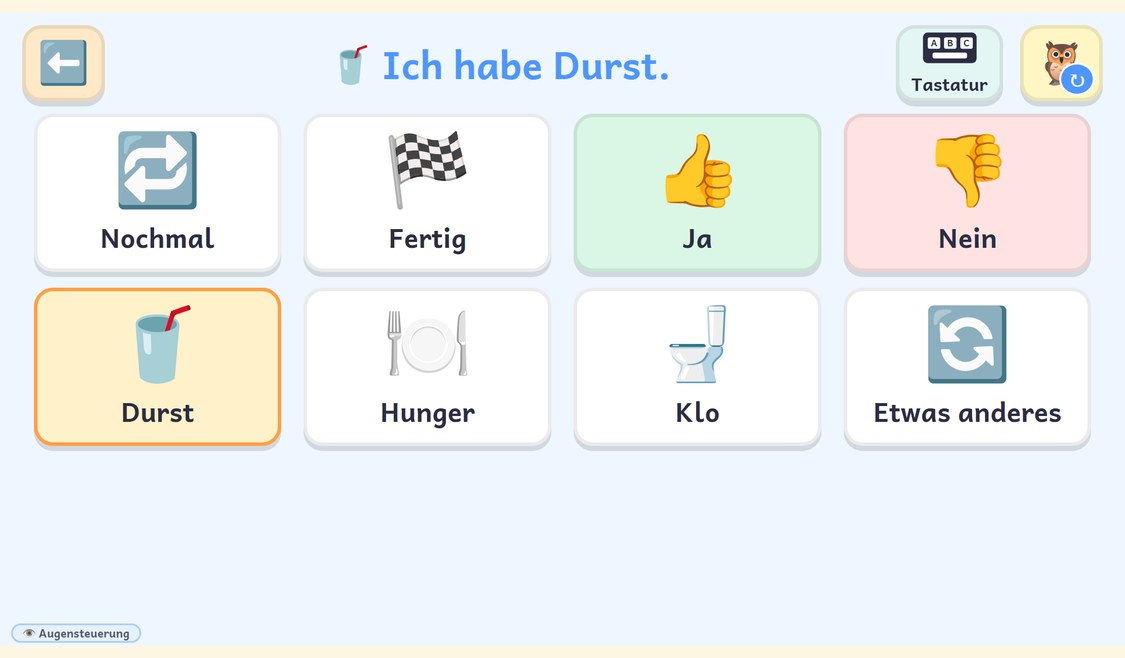 Ich habe Durst.
A B C
Tastatur
Nochmal
Fertig
Ja
Nein
Durst
Hunger
Klo
Etwas anderes
Augensteuerung